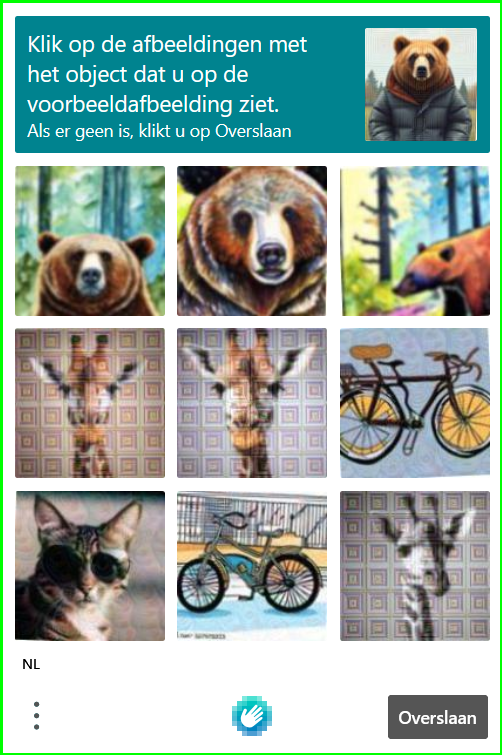 Klik op de afbeeldingen met
het object dat u op de
voorbeeldafbeelding ziet.
Als er geen is, klikt u op Overslaan
NL
Overslaan